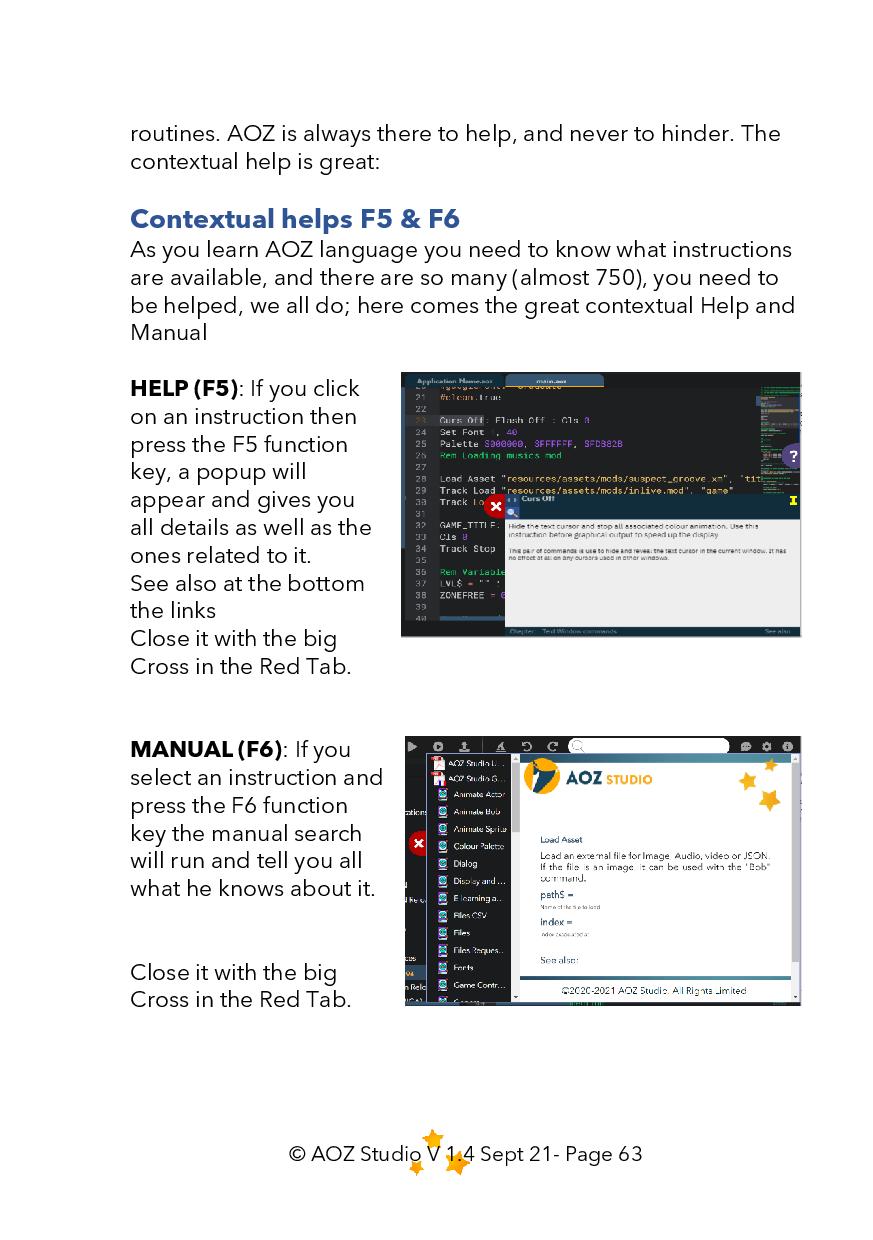 routines. AOZ is always there to help, and never to hinder. The
contextual help is great:
Contextual helps F5 & F6
As you learn AOZ language you need to know what instructions
are available, and there are so many (almost 750), you need to
be helped, we all do; here comes the great contextual Help and
Manual
HELP (F5): If you click
on an instruction then
press the F5 function
key, a popup will
appear and gives you
all details as well as the
ones related to it.
See also at the bottom
the links
Close it with the big
Cross in the Red Tab.
Application Name.aoz main.aoz
21 #clean:true
22
23 Curs Off: Flash Off : Cls 0
24 Set Font , 40
25 Palette $000000, $FFFFFF, $FDB82B
26 Rem Loading musics mod
27
28 Load Asset "resources/assets/mods/suspect_groove.xm", "tit
29 Track Load "resources/assets/mods/inlive.mod", "game"
30 Track Lo
31
32 GAME_TITLE:
33 Cls 0
34 Track Stop
35
36 Rem Variable
37 LVL$ = "" :
38 ZONEFREE = 0
39
40
?
Curs Off
Hide the text cursor and stop all associated colour animation. Use this
instruction before graphical output to speed up the display.
This pair of commands is use to hide and reveal the text cursor in the current window. It has
no effect at all on any cursors used in other windows.
Chapter: Text Window commands See also
MANUAL (F6): If you
select an instruction and
press the F6 function
key the manual search
will run and tell you all
what he knows about it.
Close it with the big
Cross in the Red Tab.
AOZ Studio U...
AOZ Studio G...
Animate Actor
Animate Bob
Animate Sprite
Colour Palette
Dialog
Display and ...
E learning a...
Files CSV
Files
Files Reques...
Fonts
Game Contr...
AOZ STUDIO
Load Asset
Load an external file for Image, Audio, video or JSON.
If the file is an image, it can be used with the "Bob"
command.
path$ =
Name of the file to load
index =
Index associated at
See also:
©2020-2021 AOZ Studio. All Rights Limited
© AOZ Studio V 1.4 Sept 21- Page 63